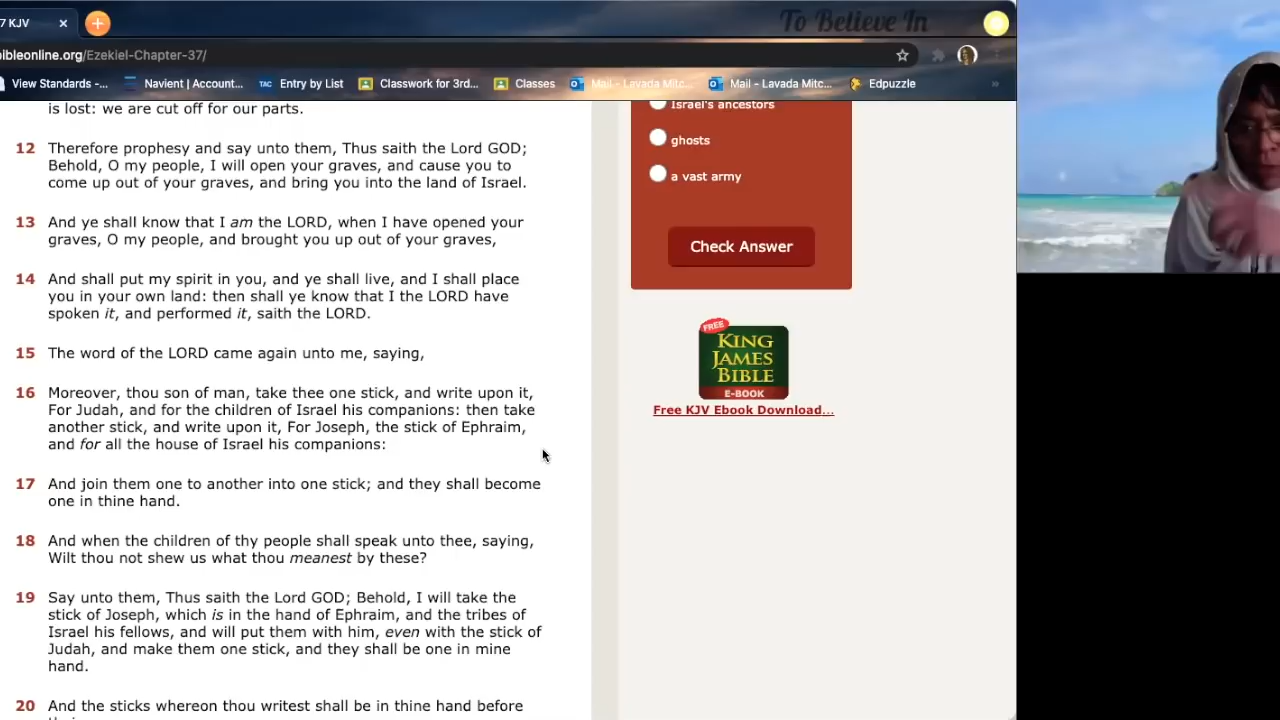 To Believe In
7 KJV
ibleonline.org/Ezekiel-Chapter-37/
View Standards -...
Navient | Account...
TAC Entry by List
Classwork for 3rd...
Classes
Mail - Lavada Mitc...
Mail - Lavada Mitc...
Edpuzzle
»
is lost: we are cut off for our parts.
12 Therefore prophesy and say unto them, Thus saith the Lord GOD;
Behold, O my people, I will open your graves, and cause you to
come up out of your graves, and bring you into the land of Israel.
13 And ye shall know that I am the LORD, when I have opened your
graves, O my people, and brought you up out of your graves,
14 And shall put my spirit in you, and ye shall live, and I shall place
you in your own land: then shall ye know that I the LORD have
spoken it, and performed it, saith the LORD.
15 The word of the LORD came again unto me, saying,
16 Moreover, thou son of man, take thee one stick, and write upon it,
For Judah, and for the children of Israel his companions: then take
another stick, and write upon it, For Joseph, the stick of Ephraim,
and for all the house of Israel his companions:
17 And join them one to another into one stick; and they shall become
one in thine hand.
18 And when the children of thy people shall speak unto thee, saying,
Wilt thou not shew us what thou meanest by these?
19 Say unto them, Thus saith the Lord GOD; Behold, I will take the
stick of Joseph, which is in the hand of Ephraim, and the tribes of
Israel his fellows, and will put them with him, even with the stick of
Judah, and make them one stick, and they shall be one in mine
hand.
20 And the sticks whereon thou writest shall be in thine hand before
Israel's ancestors
ghosts
a vast army
Check Answer
FREE
KING
JAMES
BIBLE
E-BOOK
Free KJV Ebook Download...